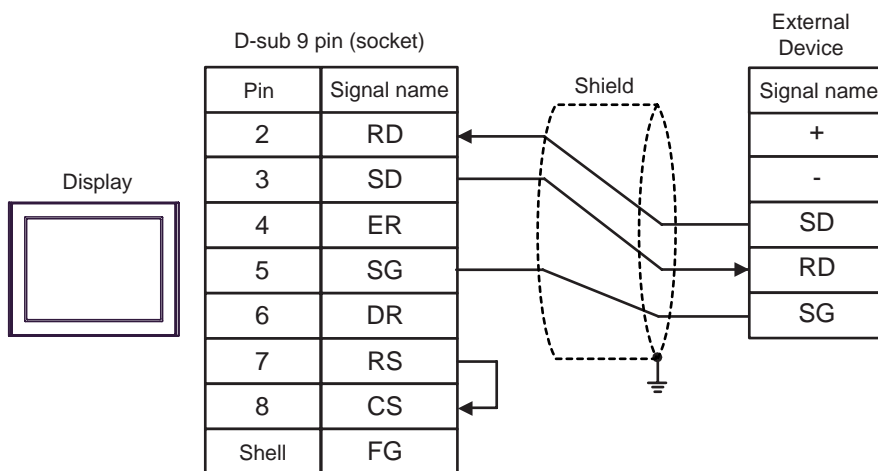 External
Device
D-sub 9 pin (socket)
Pin Signal name
Shield
Signal name
2 RD
+
3 SD
-
Display
4 ER
SD
5 SG
RD
6 DR
SG
7 RS
8 CS
Shell FG